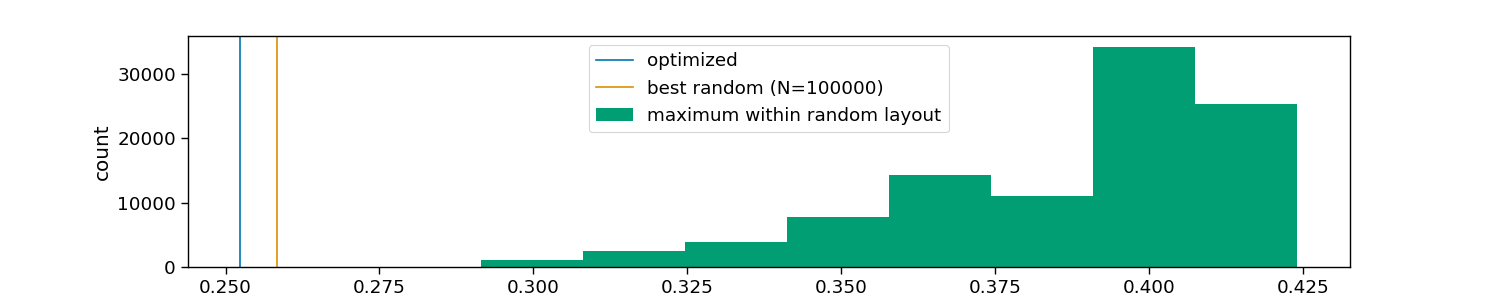 optimized
best random (N=100000)
maximum within random layout
count
30000
20000
10000
0
0.250 0.275 0.300 0.325 0.350 0.375 0.400 0.425